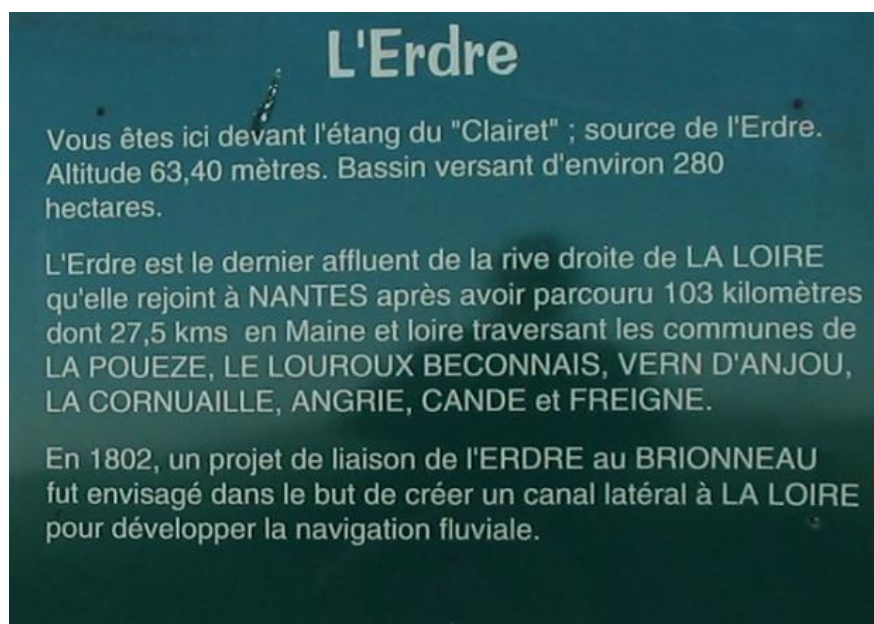 L'Erdre
Vous êtes ici devant l'étang du "Clairet" ; source de l'Erdre.
Altitude 63,40 mètres. Bassin versant d'environ 280
hectares.
L'Erdre est le dernier affluent de la rive droite de LA LOIRE
qu'elle rejoint à NANTES après avoir parcouru 103 kilomètres
dont 27,5 kms en Maine et loire traversant les communes de
LA POUEZE, LE LOUROUX BECONNAIS, VERN D'ANJOU,
LA CORNUAILLE, ANGRIE, CANDE et FREIGNE.
En 1802, un projet de liaison de l'ERDRE au BRIONNEAU
fut envisagé dans le but de créer un canal latéral à LA LOIRE
pour développer la navigation fluviale.